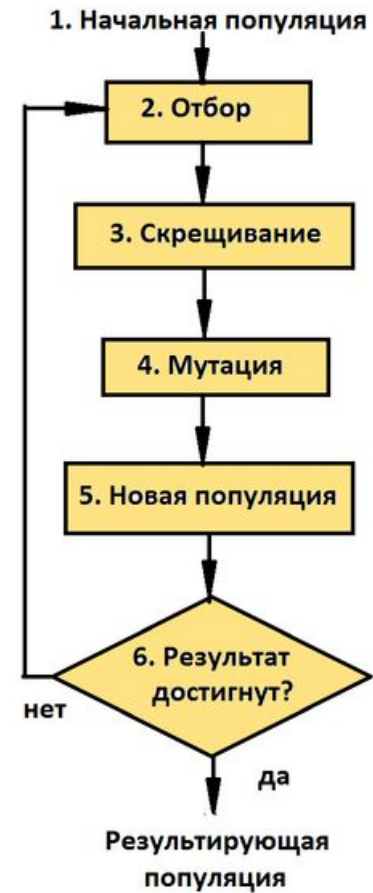 1. Начальная популяция
2. Отбор
3. Скрещивание
4. Мутация
5. Новая популяция
6. Результат
достигнут?
нет
да
Результирующая
популяция